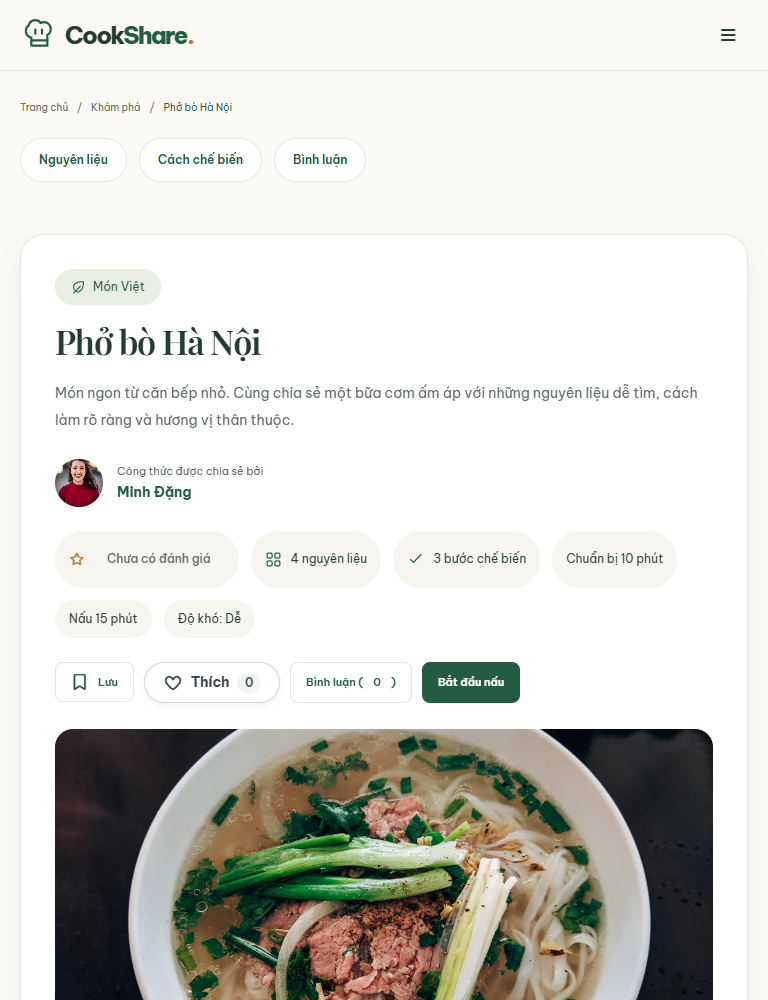 CookShare.
Trang chủ / Khám phá / Phở bò Hà Nội
Nguyên liệu Cách chế biến Bình luận
Món Việt
Phở bò Hà Nội
Món ngon từ căn bếp nhỏ. Cùng chia sẻ một bữa cơm ấm áp với những nguyên liệu dễ tìm, cách
làm rõ ràng và hương vị thân thuộc.
Công thức được chia sẻ bởi
Minh Đặng
Chưa có đánh giá 4 nguyên liệu 3 bước chế biến Chuẩn bị 10 phút
Nấu 15 phút Độ khó: Dễ
Lưu Thích 0 Bình luận ( 0 ) Bắt đầu nấu